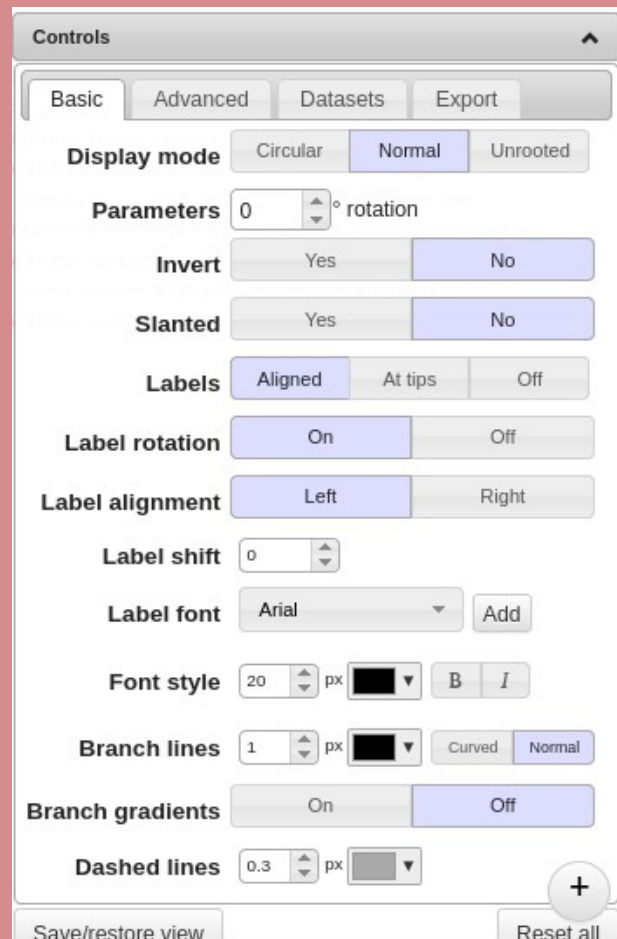 Controls
Basic Advanced Datasets Export
Display mode Circular Normal Unrooted
Parameters 0 ° rotation
Invert Yes No
Slanted Yes No
Labels Aligned At tips Off
Label rotation On Off
Label alignment Left Right
Label shift 0
Label font Arial Add
Font style 20 px B I
Branch lines 1 px Curved Normal
Branch gradients On Off
Dashed lines 0.3 px
+
Save/restore view Reset all